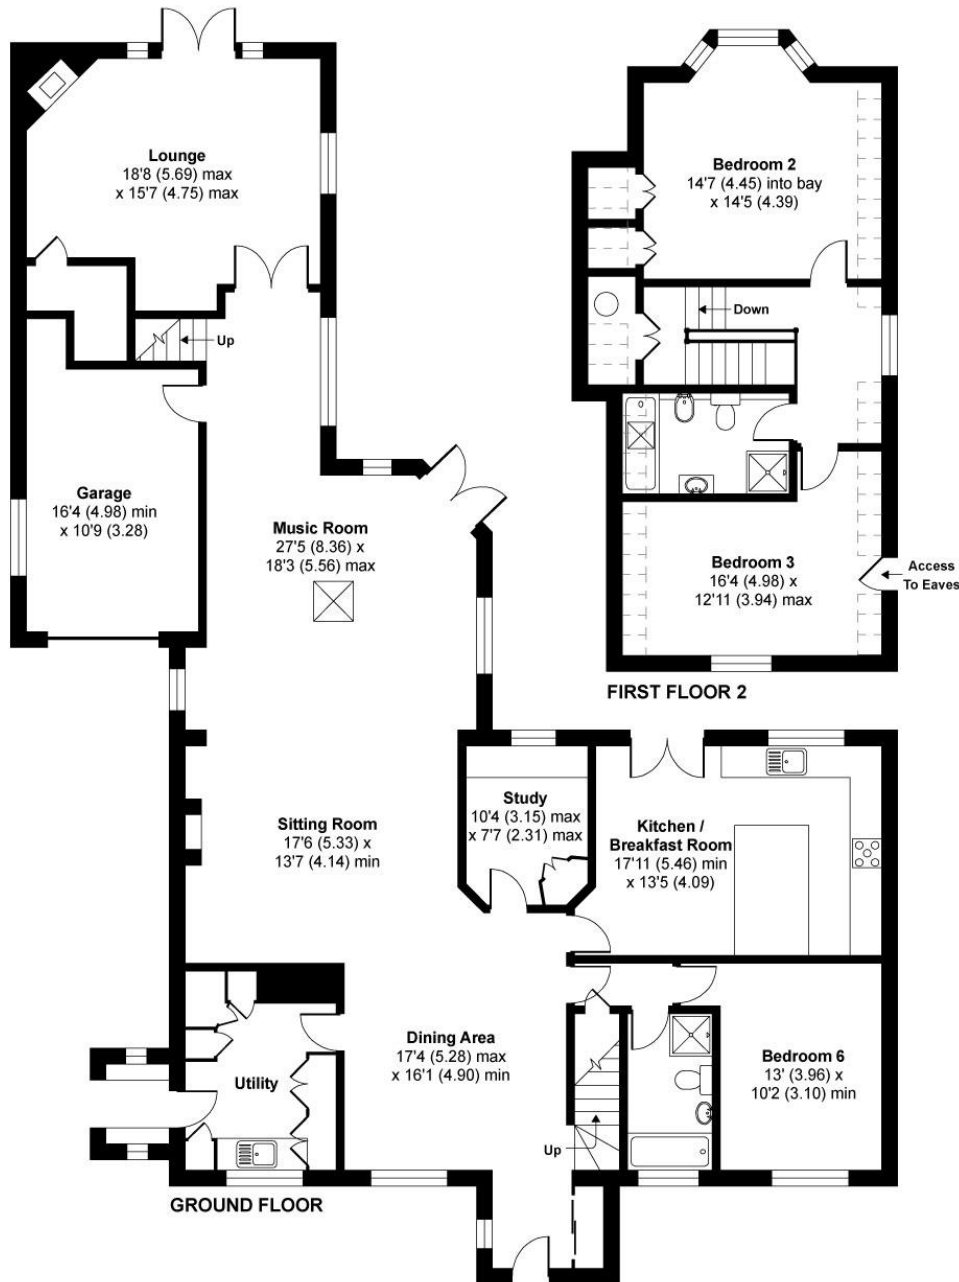 Lounge
18'8 (5.69) max
x 15'7 (4.75) max
Up
Garage
16'4 (4.98) min
x 10'9 (3.28)
Music Room
27'5 (8.36) x
18'3 (5.56) max
Sitting Room
17'6 (5.33) x
13'7 (4.14) min
Study
10'4 (3.15) max
x 7'7 (2.31) max
Kitchen /
Breakfast Room
17'11 (5.46) min
x 13'5 (4.09)
Dining Area
17'4 (5.28) max
x 16'1 (4.90) min
Utility
Up
Bedroom 6
13' (3.96) x
10'2 (3.10) min
GROUND FLOOR
Bedroom 2
14'7 (4.45) into bay
x 14'5 (4.39)
Down
Bedroom 3
16'4 (4.98) x
12'11 (3.94) max
Access
To Eaves
FIRST FLOOR 2